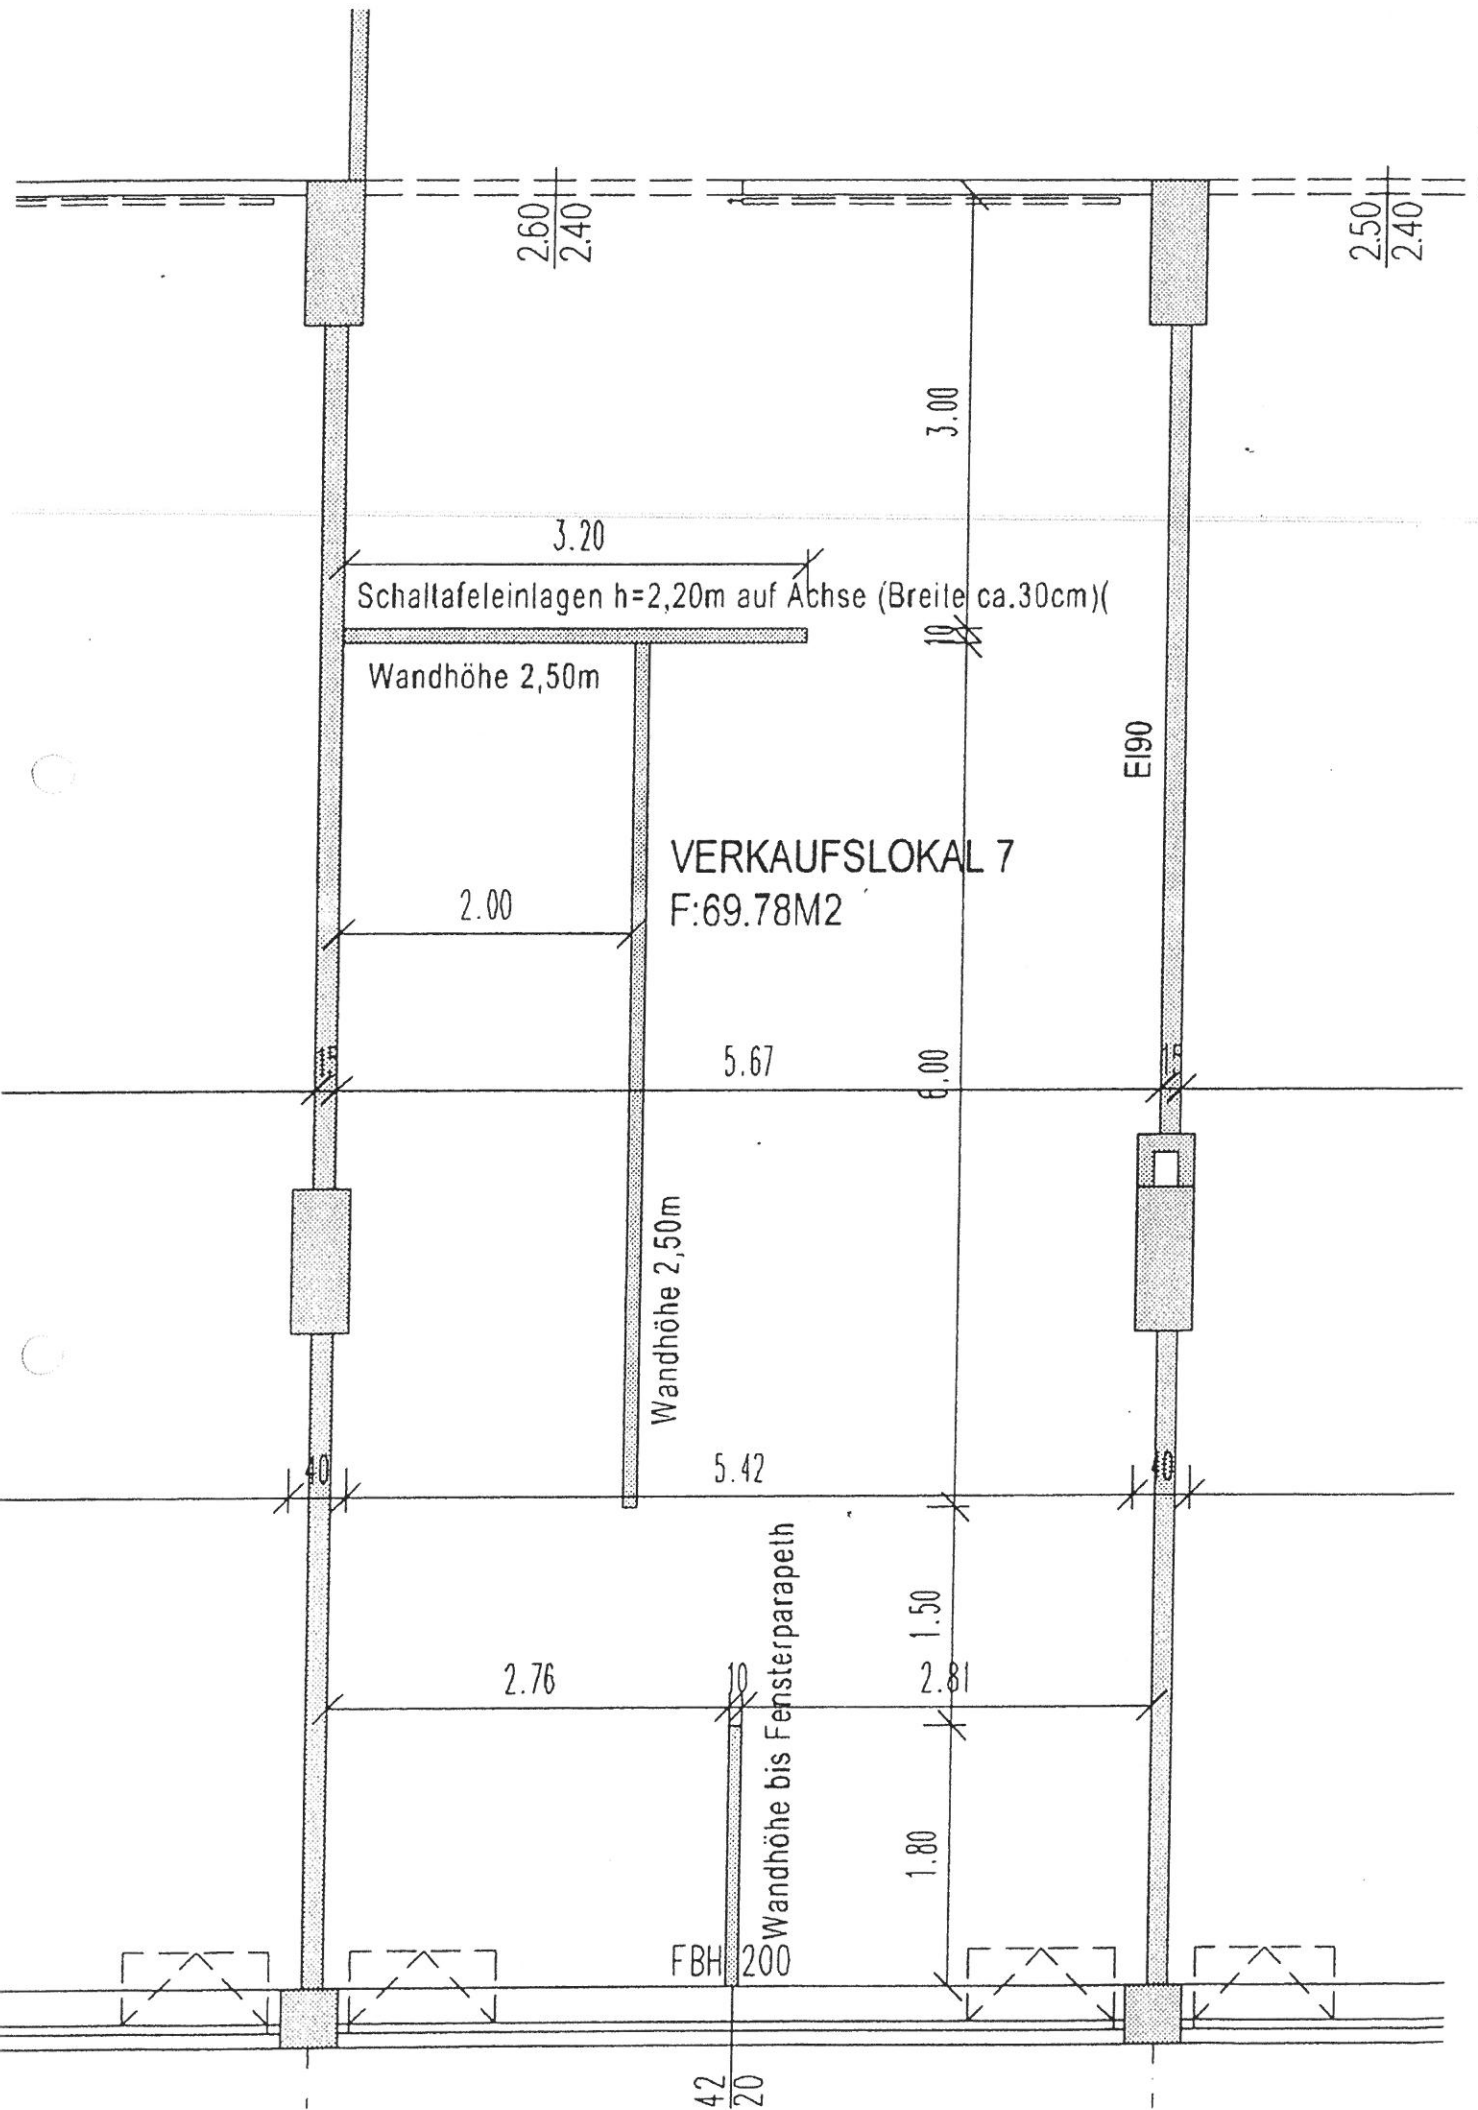 2.60
2.40
2.50
2.40
3.00
3.20
Schaltafeleinlagen h=2,20m auf Achse (Breite ca.30cm)(
10
Wandhöhe 2,50m
EI90
VERKAUFSLOKAL 7
F:69.78M2
2.00
5.67
6.00
Wandhöhe 2,50m
40
5.42
40
Wandhöhe bis Fensterparapeth
1.50
2.76
10
2.81
1.80
FBH 200
42
20